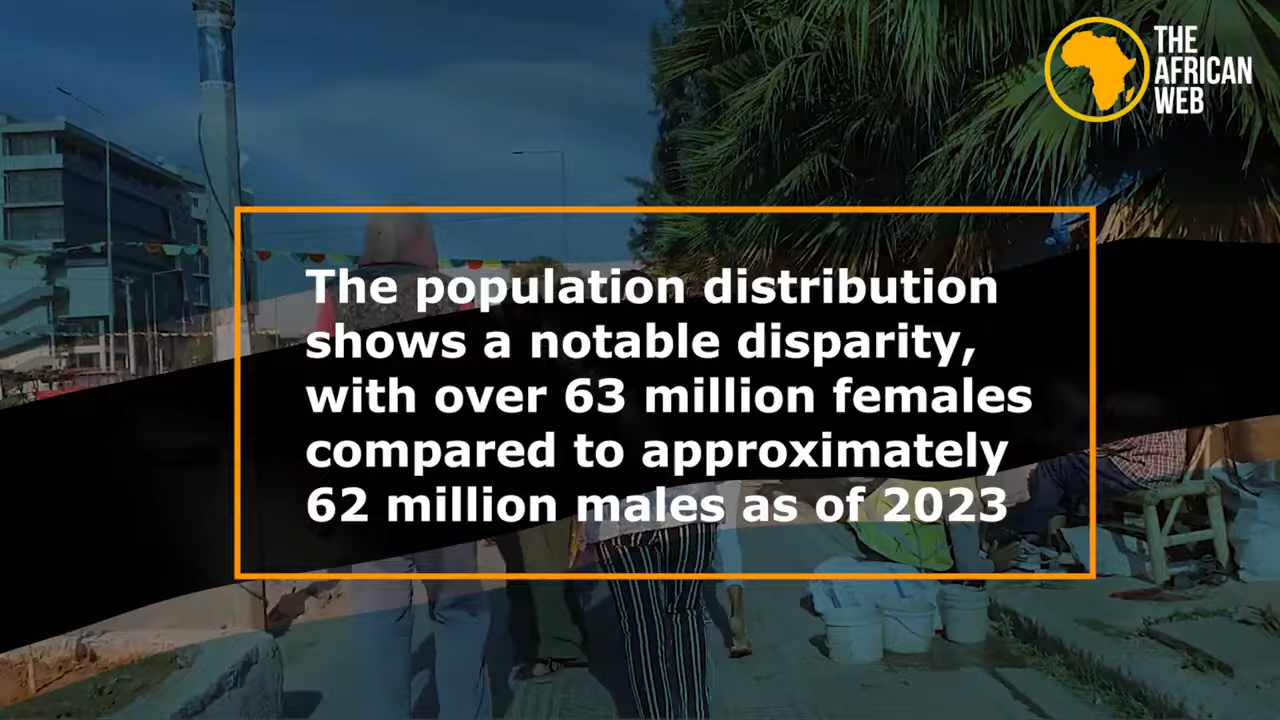 THE
AFRICAN
WEB
The population distribution
shows a notable disparity,
with over 63 million females
compared to approximately
62 million males as of 2023